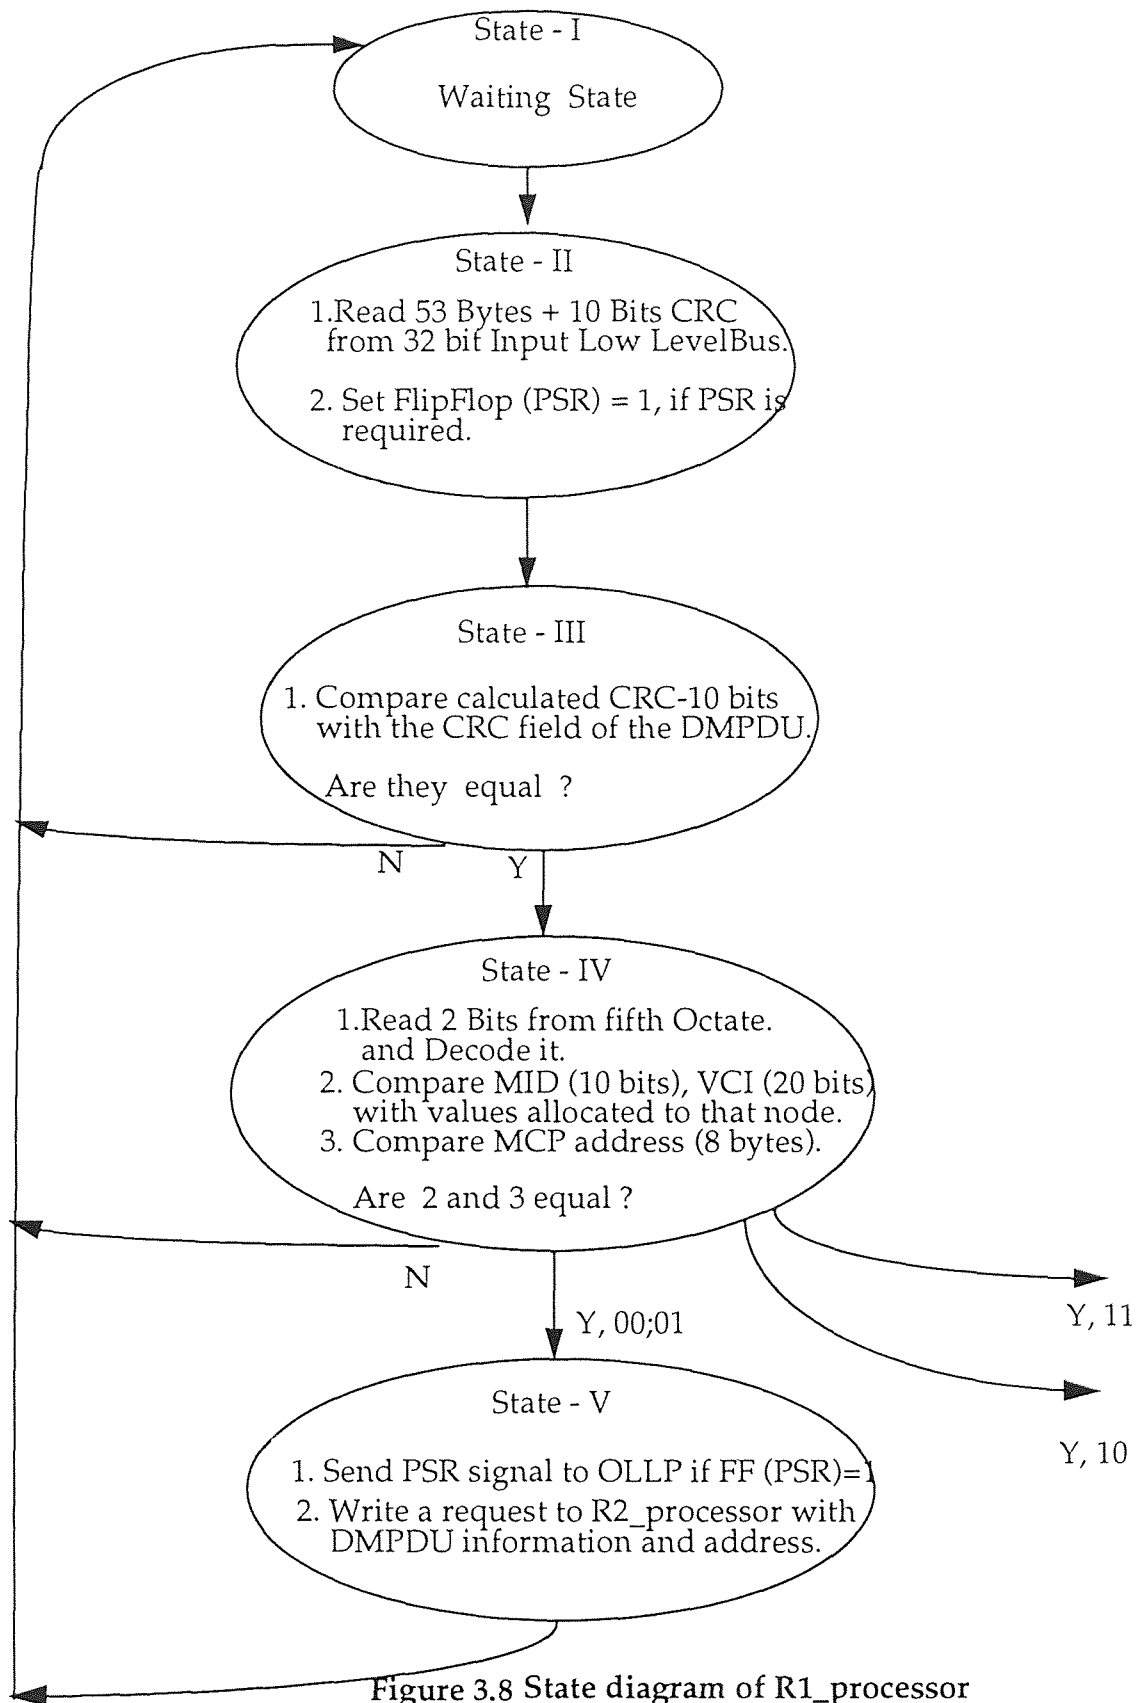 State - I
Waiting State
State - II
1.Read 53 Bytes + 10 Bits CRC
from 32 bit Input Low LevelBus.
2. Set FlipFlop (PSR) = 1, if PSR is
required.
State - III
1. Compare calculated CRC-10 bits
with the CRC field of the DMPDU.
Are they equal ?
N
Y
State - IV
1.Read 2 Bits from fifth Octate.
and Decode it.
2. Compare MID (10 bits), VCI (20 bits)
with values allocated to that node.
3. Compare MCP address (8 bytes).
Are 2 and 3 equal ?
N
Y, 00;01
Y, 11
Y, 10
State - V
1. Send PSR signal to OLLP if FF (PSR)=1
2. Write a request to R2_processor with
DMPDU information and address.
Figure 3.8 State diagram of R1_processor